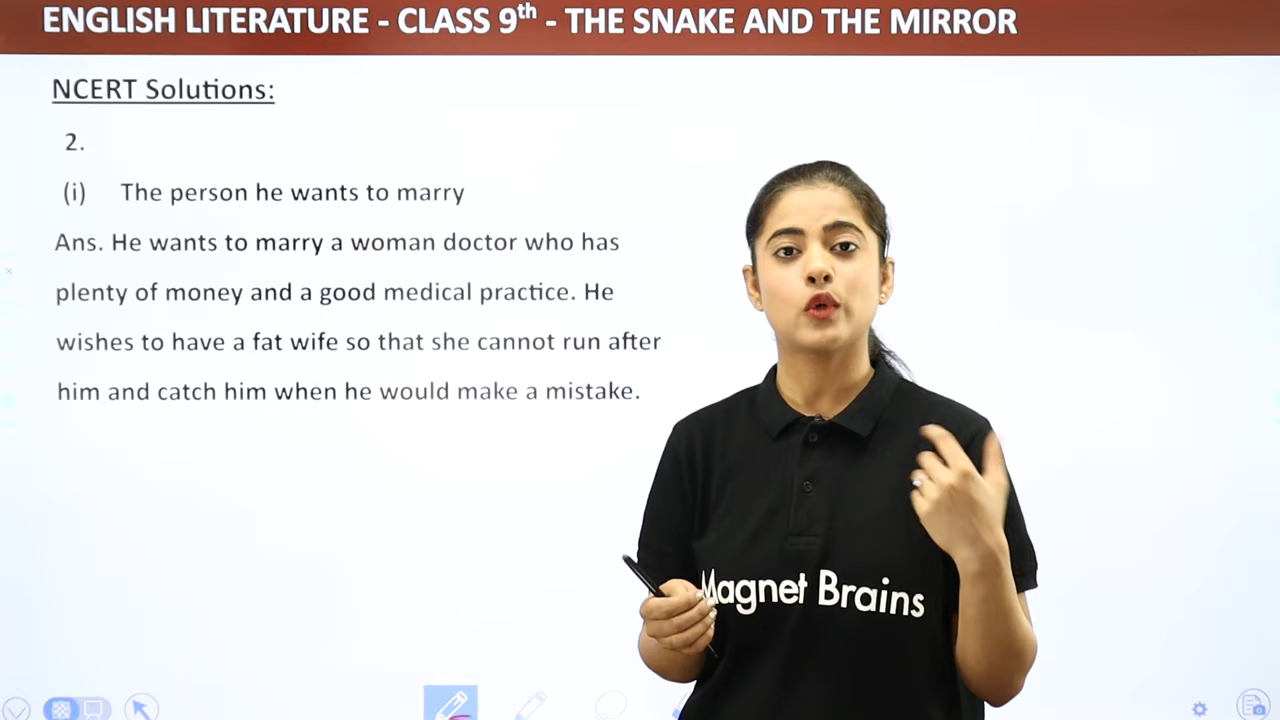 ENGLISH LITERATURE - CLASS 9th - THE SNAKE AND THE MIRROR
NCERT Solutions:
2.
(i) The person he wants to marry
Ans. He wants to marry a woman doctor who has
plenty of money and a good medical practice. He
wishes to have a fat wife so that she cannot run after
him and catch him when he would make a mistake.
Magnet Brains